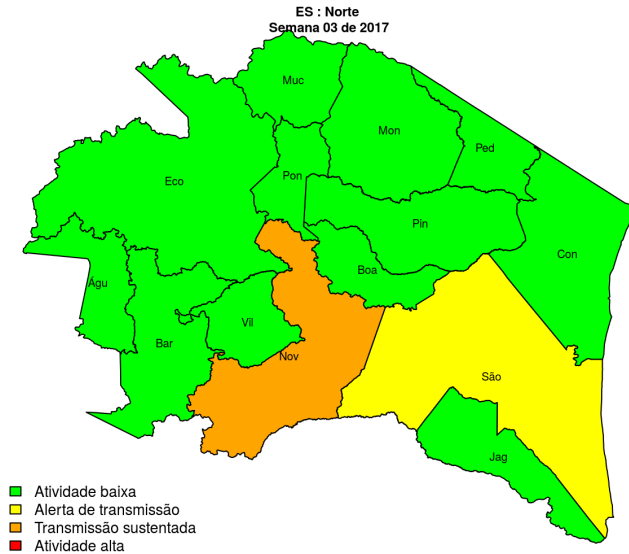 ES : Norte
Semana 03 de 2017
Muc
Mon
Ped
Pon
Eco
Pin
Con
Boa
Águ
Vil
Bar
Nov
São
Jag
Atividade baixa
Alerta de transmissão
Transmissão sustentada
Atividade alta